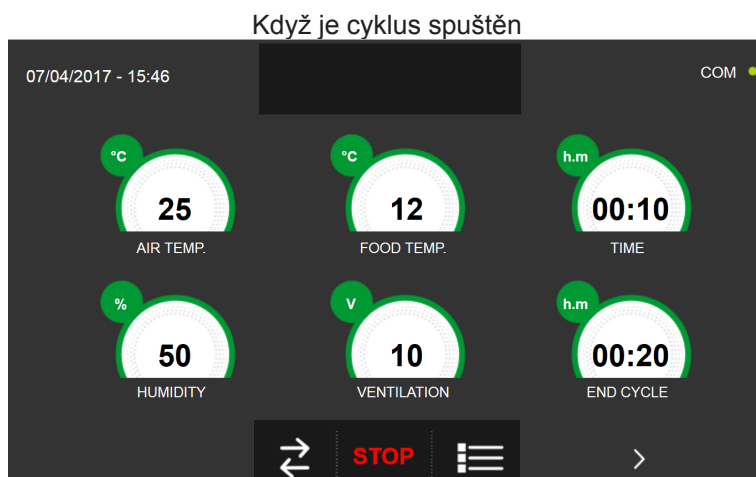 Když je cyklus spuštěn
07/04/2017 - 15:46
COM
°C
°C
h.m
25
12
00:10
AIR TEMP.
FOOD TEMP.
TIME
%
V
h.m
50
10
00:20
HUMIDITY
VENTILATION
END CYCLE
STOP